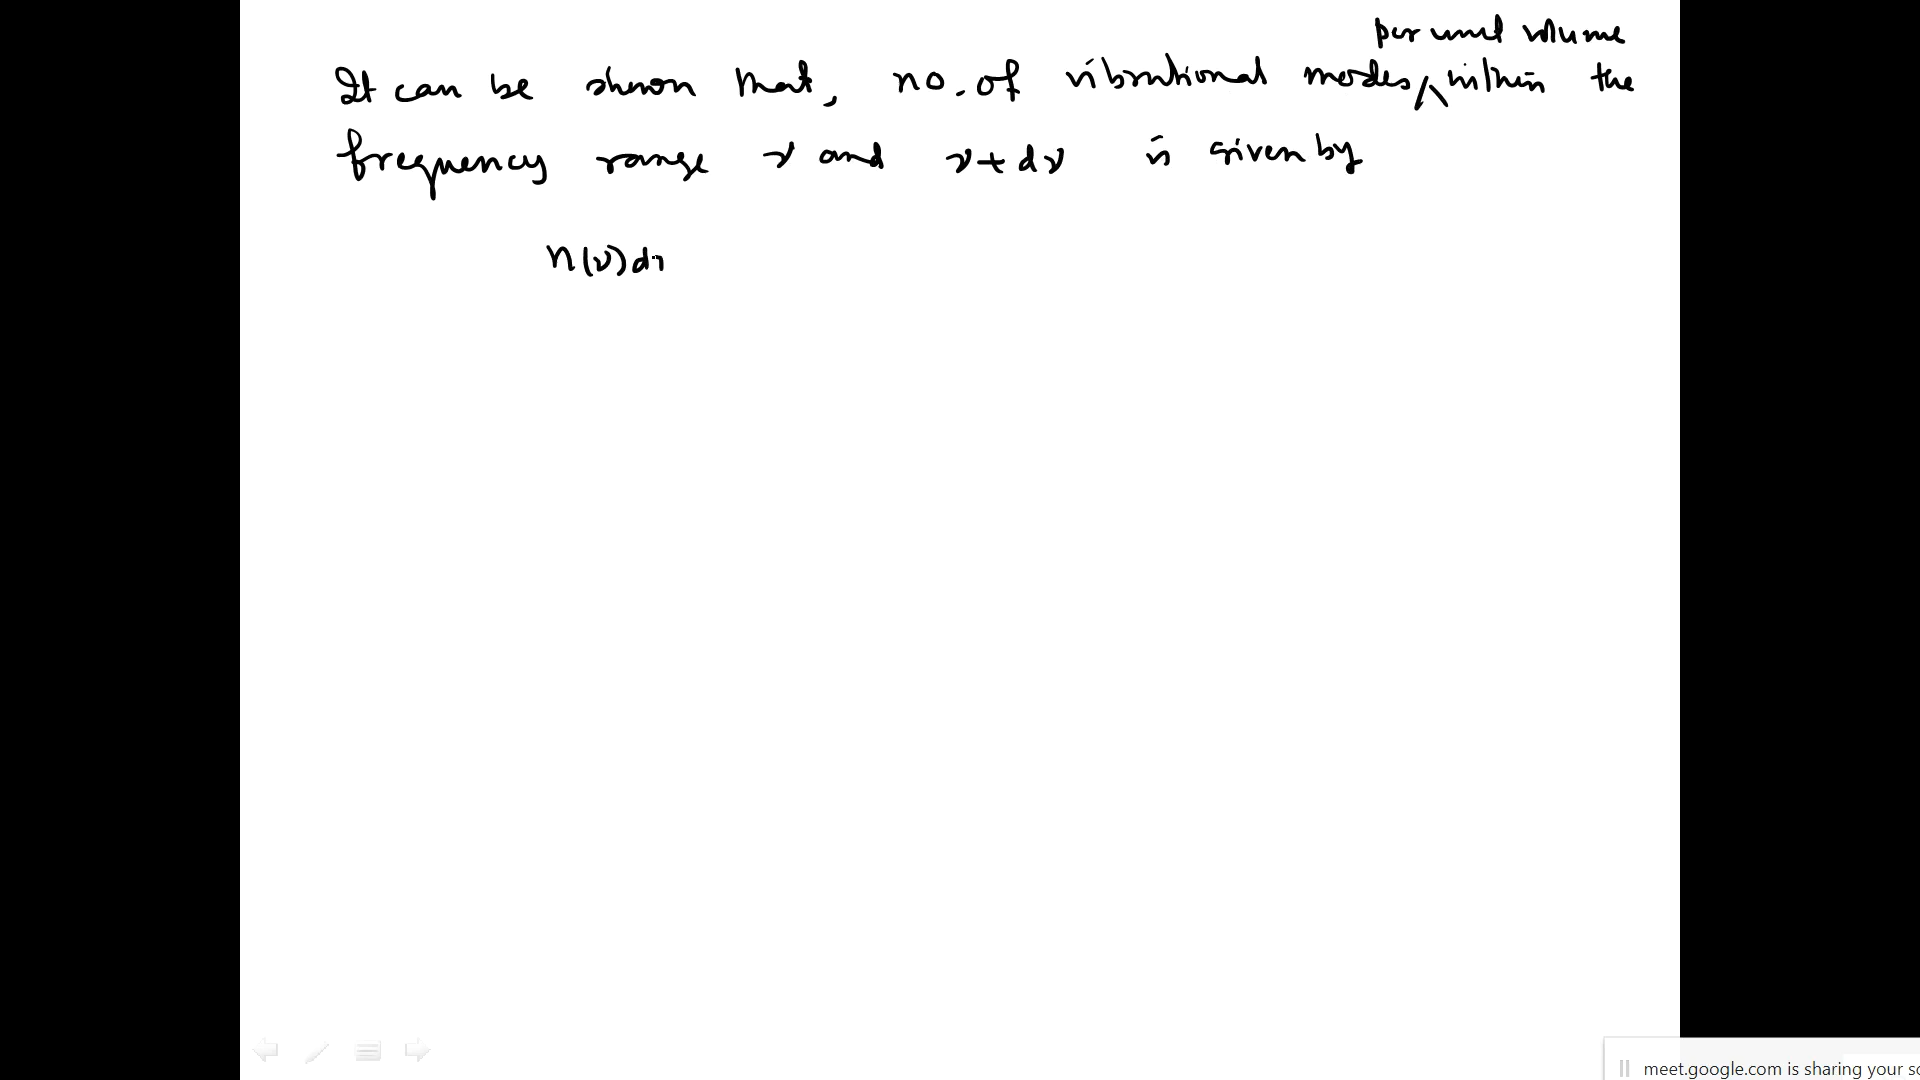 per unit volume
It can be shown that, no. of vibrational modes/∧ within the
frequency range ν and ν + dν is given by
n(ν)dν
meet.google.com is sharing your sc